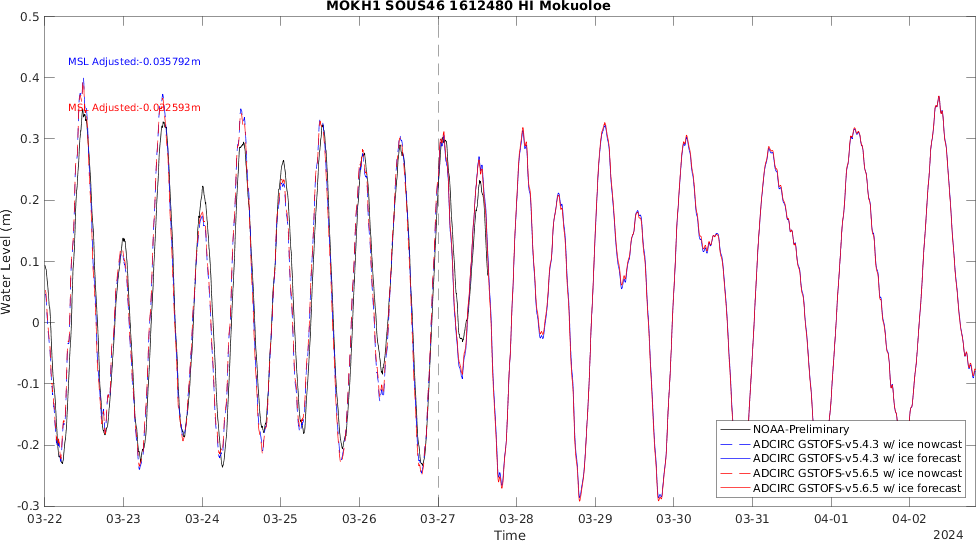 MOKH1 SOUS46 1612480 HI Mokuoloe
0.5
0.4
0.3
0.2
0.1
0
-0.1
-0.2
-0.3
Water Level (m)
MSL Adjusted:-0.035792m
MSL Adjusted:-0.022593m
NOAA-Preliminary
ADCIRC GSTOFS-v5.4.3 w/ ice nowcast
ADCIRC GSTOFS-v5.4.3 w/ ice forecast
ADCIRC GSTOFS-v5.6.5 w/ ice nowcast
ADCIRC GSTOFS-v5.6.5 w/ ice forecast
03-22 03-23 03-24 03-25 03-26 03-27 03-28 03-29 03-30 03-31 04-01 04-02
Time
2024